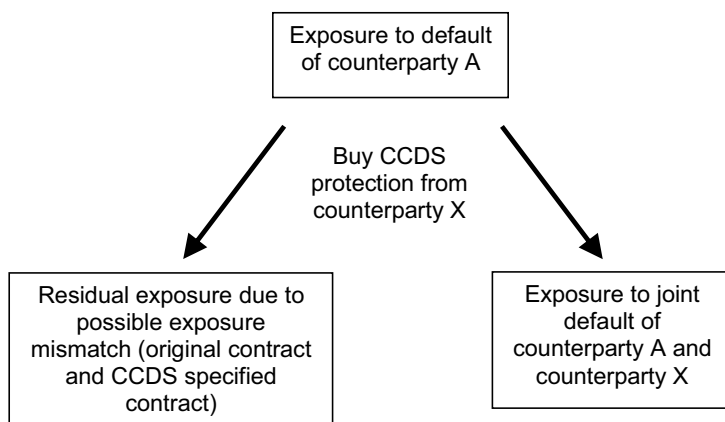 Exposure to default
of counterparty A
Buy CCDS
protection from
counterparty X
Residual exposure due to
possible exposure
mismatch (original contract
and CCDS specified
contract)
Exposure to joint
default of
counterparty A and
counterparty X